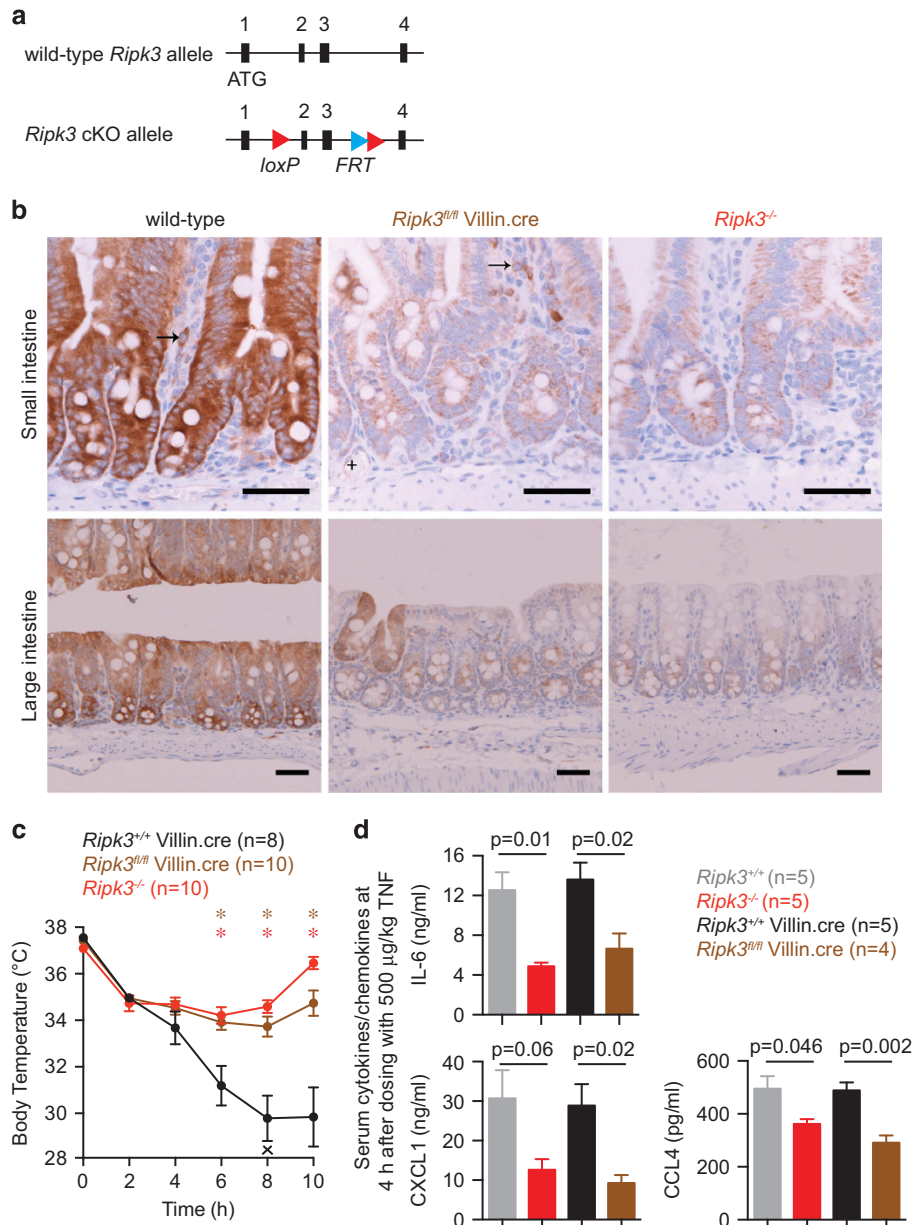 a
1 2 3 4
wild-type Ripk3 allele
ATG
1 2 3 4
Ripk3 cKO allele
loxP FRT
b
wild-type Ripk3fl/fl Villin.cre Ripk3-/-
Small intestine
+
Large intestine
c
Ripk3+/+ Villin.cre (n=8)
Ripk3fl/fl Villin.cre (n=10)
Ripk3-/- (n=10)
* * *
* * *
Body Temperature (°C)
38
36
34
32
30
28
×
0 2 4 6 8 10
Time (h)
d
Serum cytokines/chemokines at
4 h after dosing with 500 µg/kg TNF
p=0.01 p=0.02
IL-6 (ng/ml)
16
12
8
4
0
Ripk3+/+ (n=5)
Ripk3-/- (n=5)
Ripk3+/+ Villin.cre (n=5)
Ripk3fl/fl Villin.cre (n=4)
p=0.06 p=0.02
CXCL1 (ng/ml)
40
30
20
10
0
p=0.046 p=0.002
CCL4 (pg/ml)
600
400
200
0